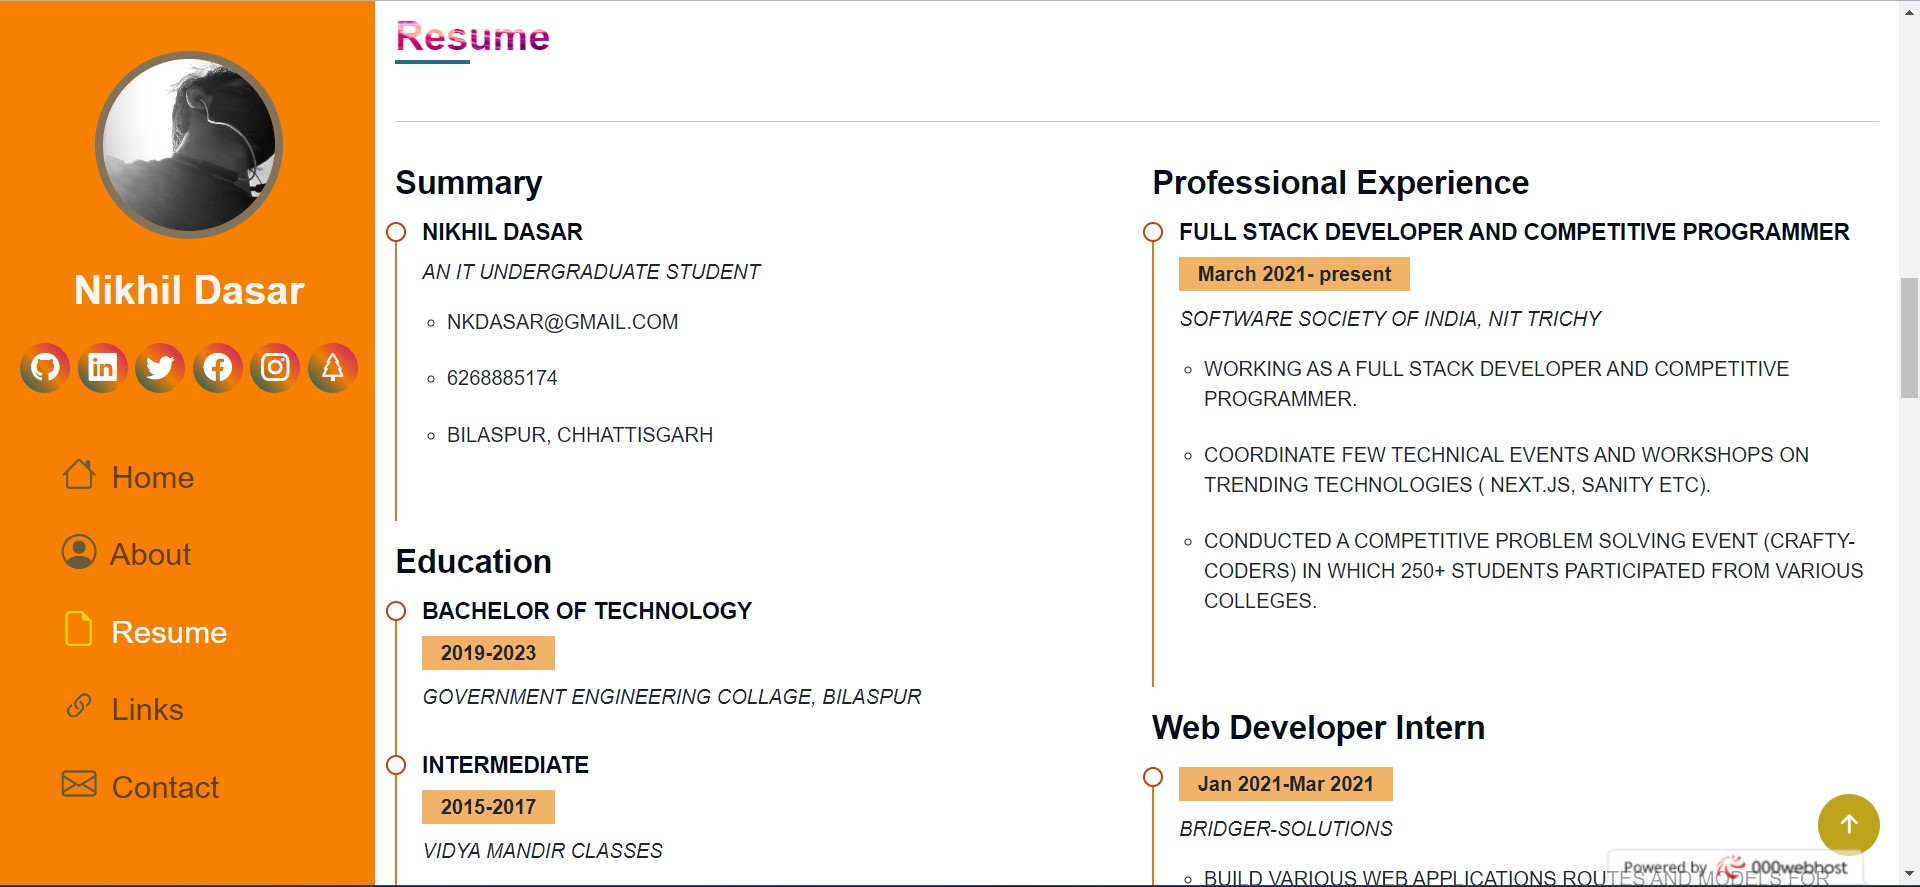 Nikhil Dasar
Home
About
Resume
Links
Contact
Resume
Summary
NIKHIL DASAR
AN IT UNDERGRADUATE STUDENT
NKDASAR@GMAIL.COM
6268885174
BILASPUR, CHHATTISGARH
Education
BACHELOR OF TECHNOLOGY
2019-2023
GOVERNMENT ENGINEERING COLLAGE, BILASPUR
INTERMEDIATE
2015-2017
VIDYA MANDIR CLASSES
Professional Experience
FULL STACK DEVELOPER AND COMPETITIVE PROGRAMMER
March 2021- present
SOFTWARE SOCIETY OF INDIA, NIT TRICHY
WORKING AS A FULL STACK DEVELOPER AND COMPETITIVE
PROGRAMMER.
COORDINATE FEW TECHNICAL EVENTS AND WORKSHOPS ON
TRENDING TECHNOLOGIES ( NEXT.JS, SANITY ETC).
CONDUCTED A COMPETITIVE PROBLEM SOLVING EVENT (CRAFTY-
CODERS) IN WHICH 250+ STUDENTS PARTICIPATED FROM VARIOUS
COLLEGES.
Web Developer Intern
Jan 2021-Mar 2021
BRIDGER-SOLUTIONS
BUILD VARIOUS WEB APPLICATIONS ROUTES AND MODELS FOR
Powered by 000webhost